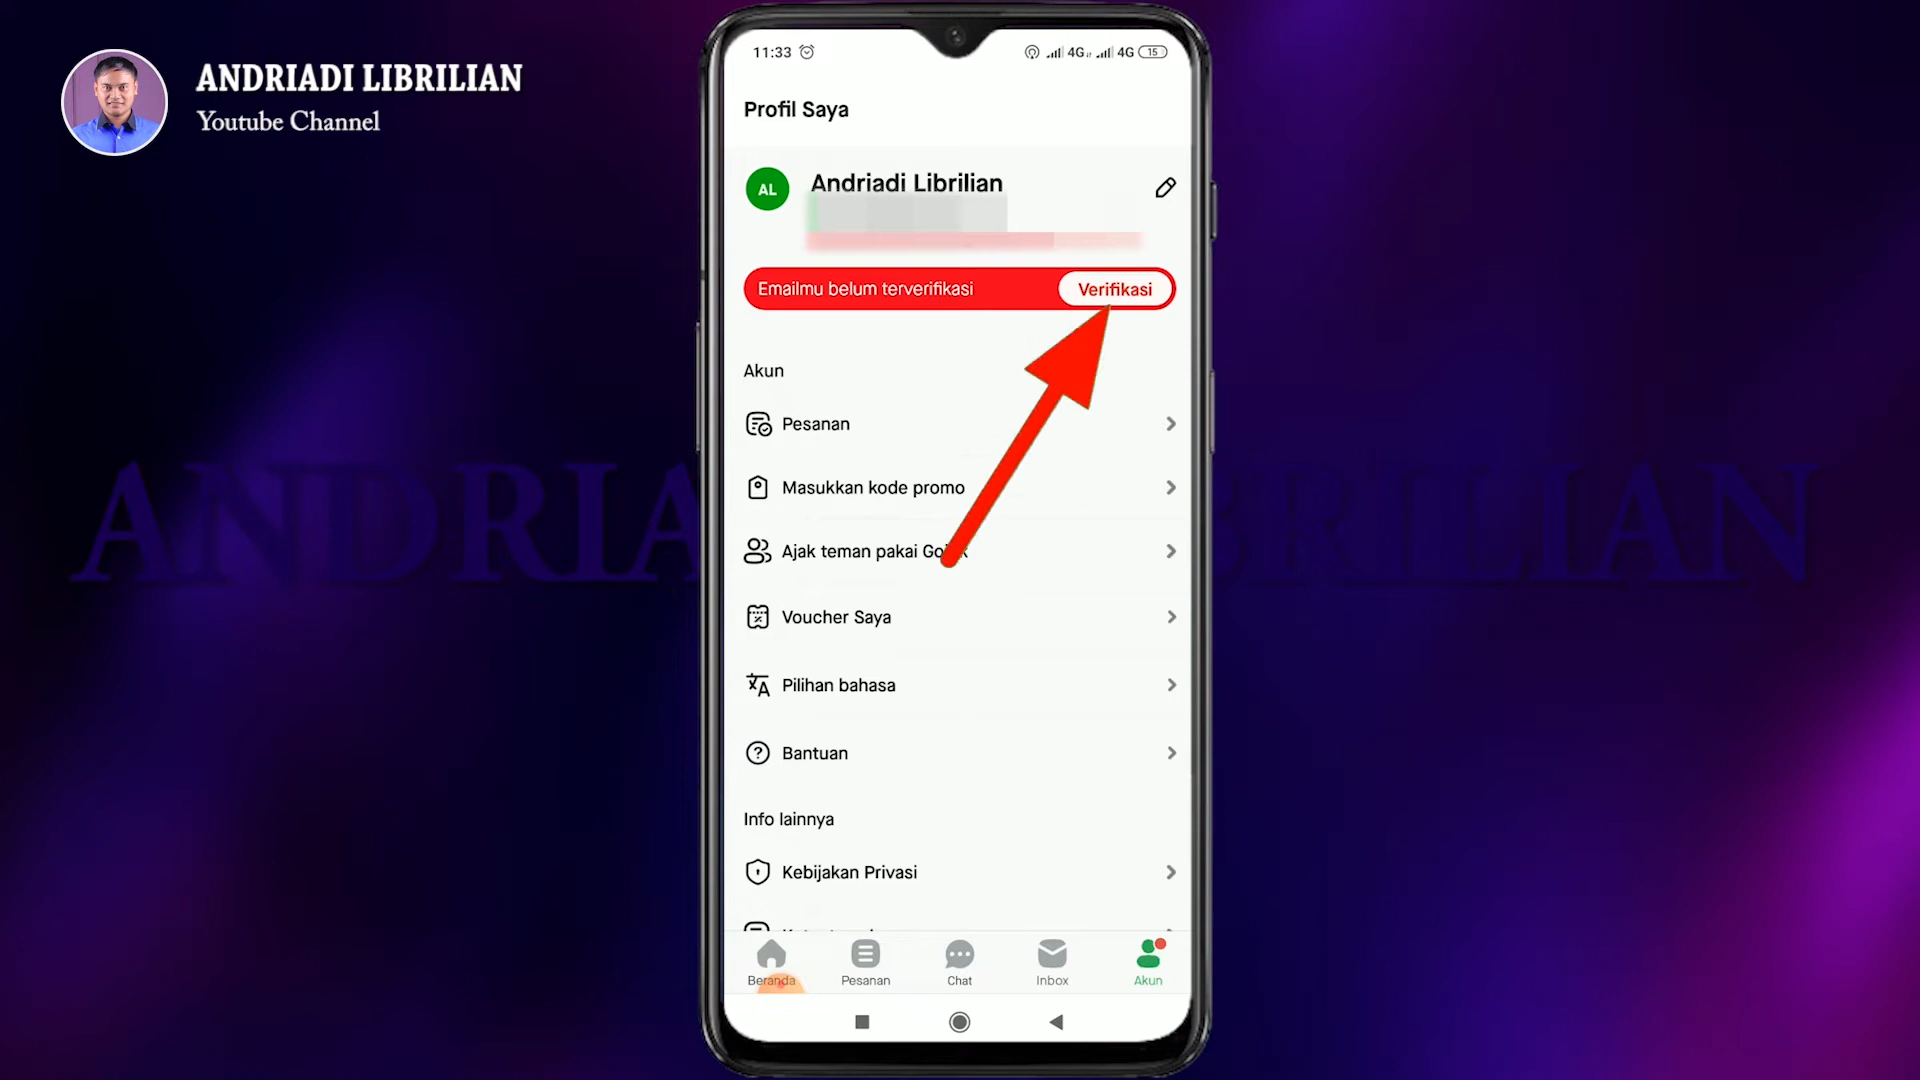 ANDRIADI LIBRILIAN
Youtube Channel
11:33
4G
4G
15
Profil Saya
AL
Andriadi Librilian
Emailmu belum terverifikasi
Verifikasi
Akun
Pesanan
Masukkan kode promo
Ajak teman pakai
Voucher Saya
Pilihan bahasa
Bantuan
Info lainnya
Kebijakan Privasi
Beranda
Pesanan
Chat
Inbox
Akun